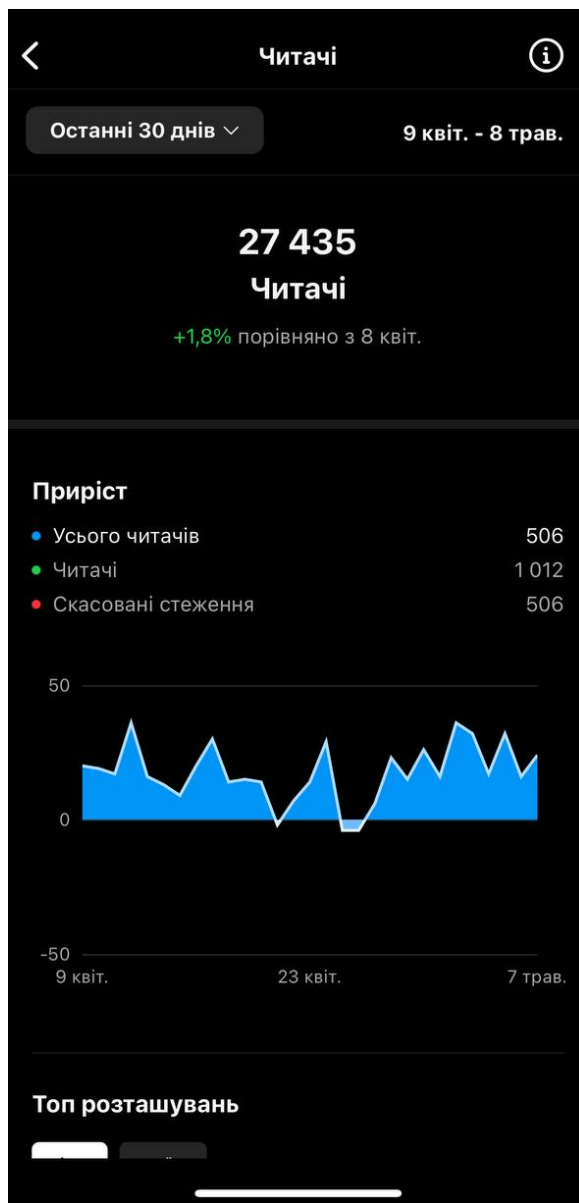 Читачі
Останні 30 днів
9 квіт. - 8 трав.
27 435
Читачі
+1,8% порівняно з 8 квіт.
Приріст
Усього читачів 506
Читачі 1 012
Скасовані стеження 506
50
0
-50
9 квіт. 23 квіт. 7 трав.
Топ розташувань